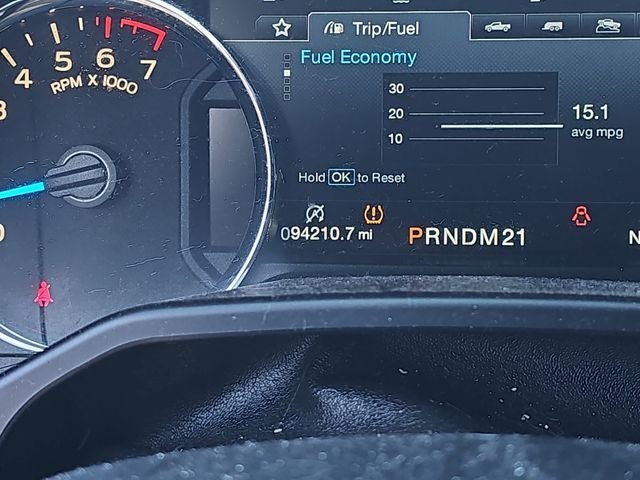 Trip/Fuel
Fuel Economy
4 5 6 7
RPM X 1000
30
20
10
15.1
avg mpg
Hold OK to Reset
094210.7 mi
PRNDM21
N